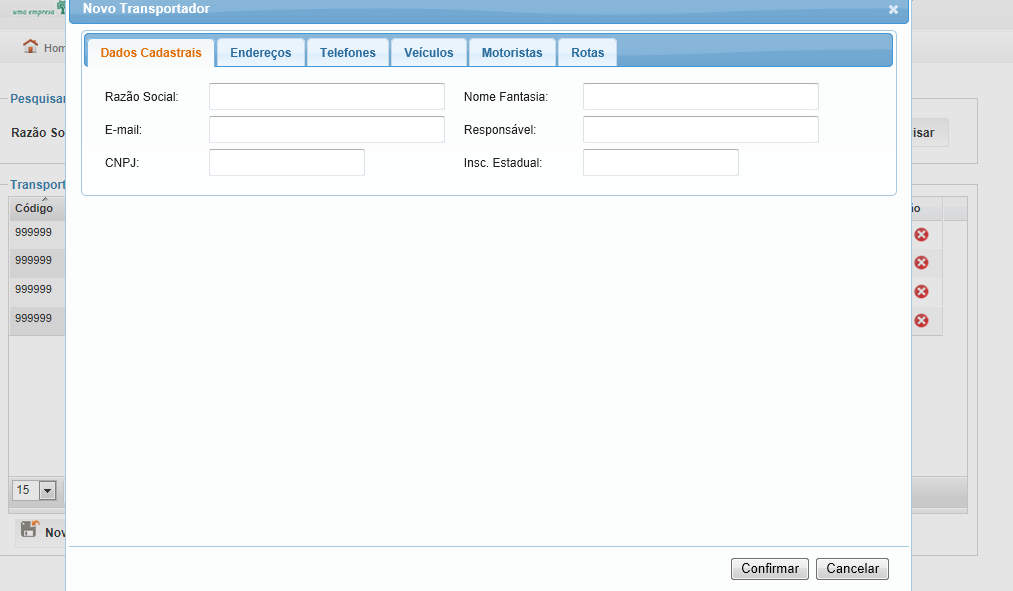 uma empresa
Novo Transportador
Hom
Dados Cadastrais Endereços Telefones Veículos Motoristas Rotas
Pesquisar
Razão Social: Nome Fantasia:
Razão So
E-mail: Responsável:
isar
CNPJ: Insc. Estadual:
Transport
Código
ão
999999
999999
999999
999999
15
Nov
Confirmar Cancelar